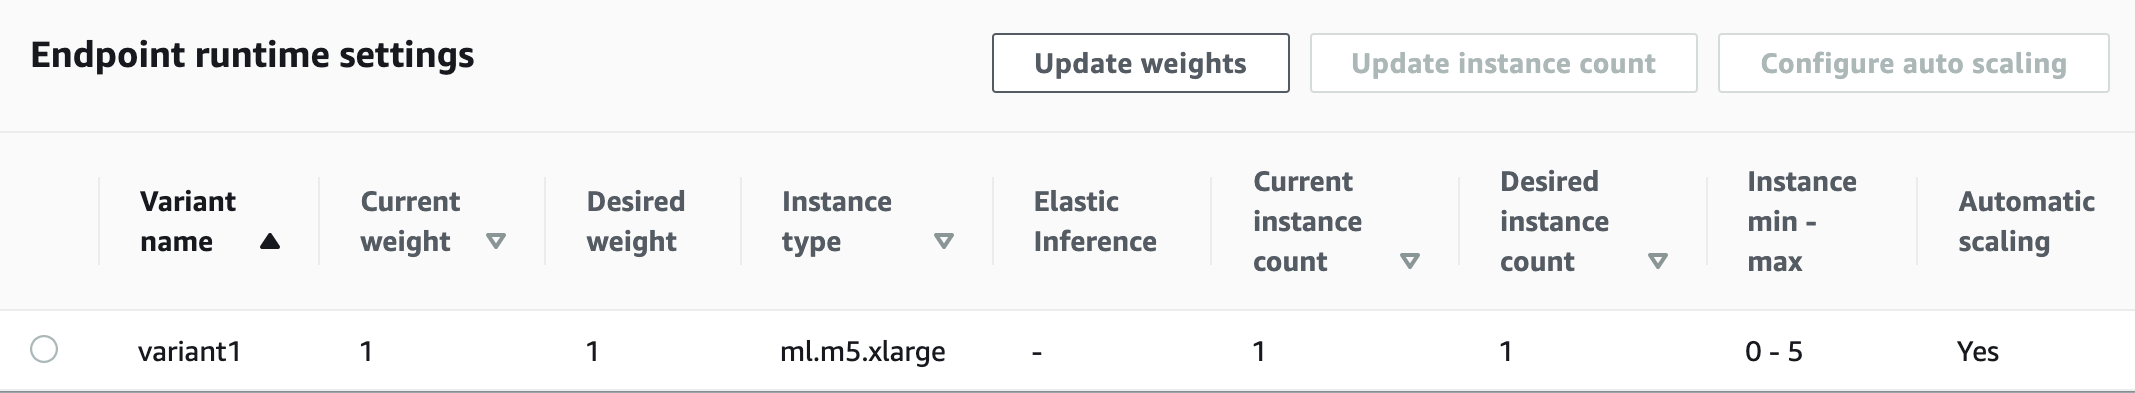 Endpoint runtime settings
Update weights
Update instance count
Configure auto scaling
Variant name
Current weight
Desired weight
Instance type
Elastic Inference
Current instance count
Desired instance count
Instance min - max
Automatic scaling
variant1 1 1 ml.m5.xlarge - 1 1 0 - 5 Yes